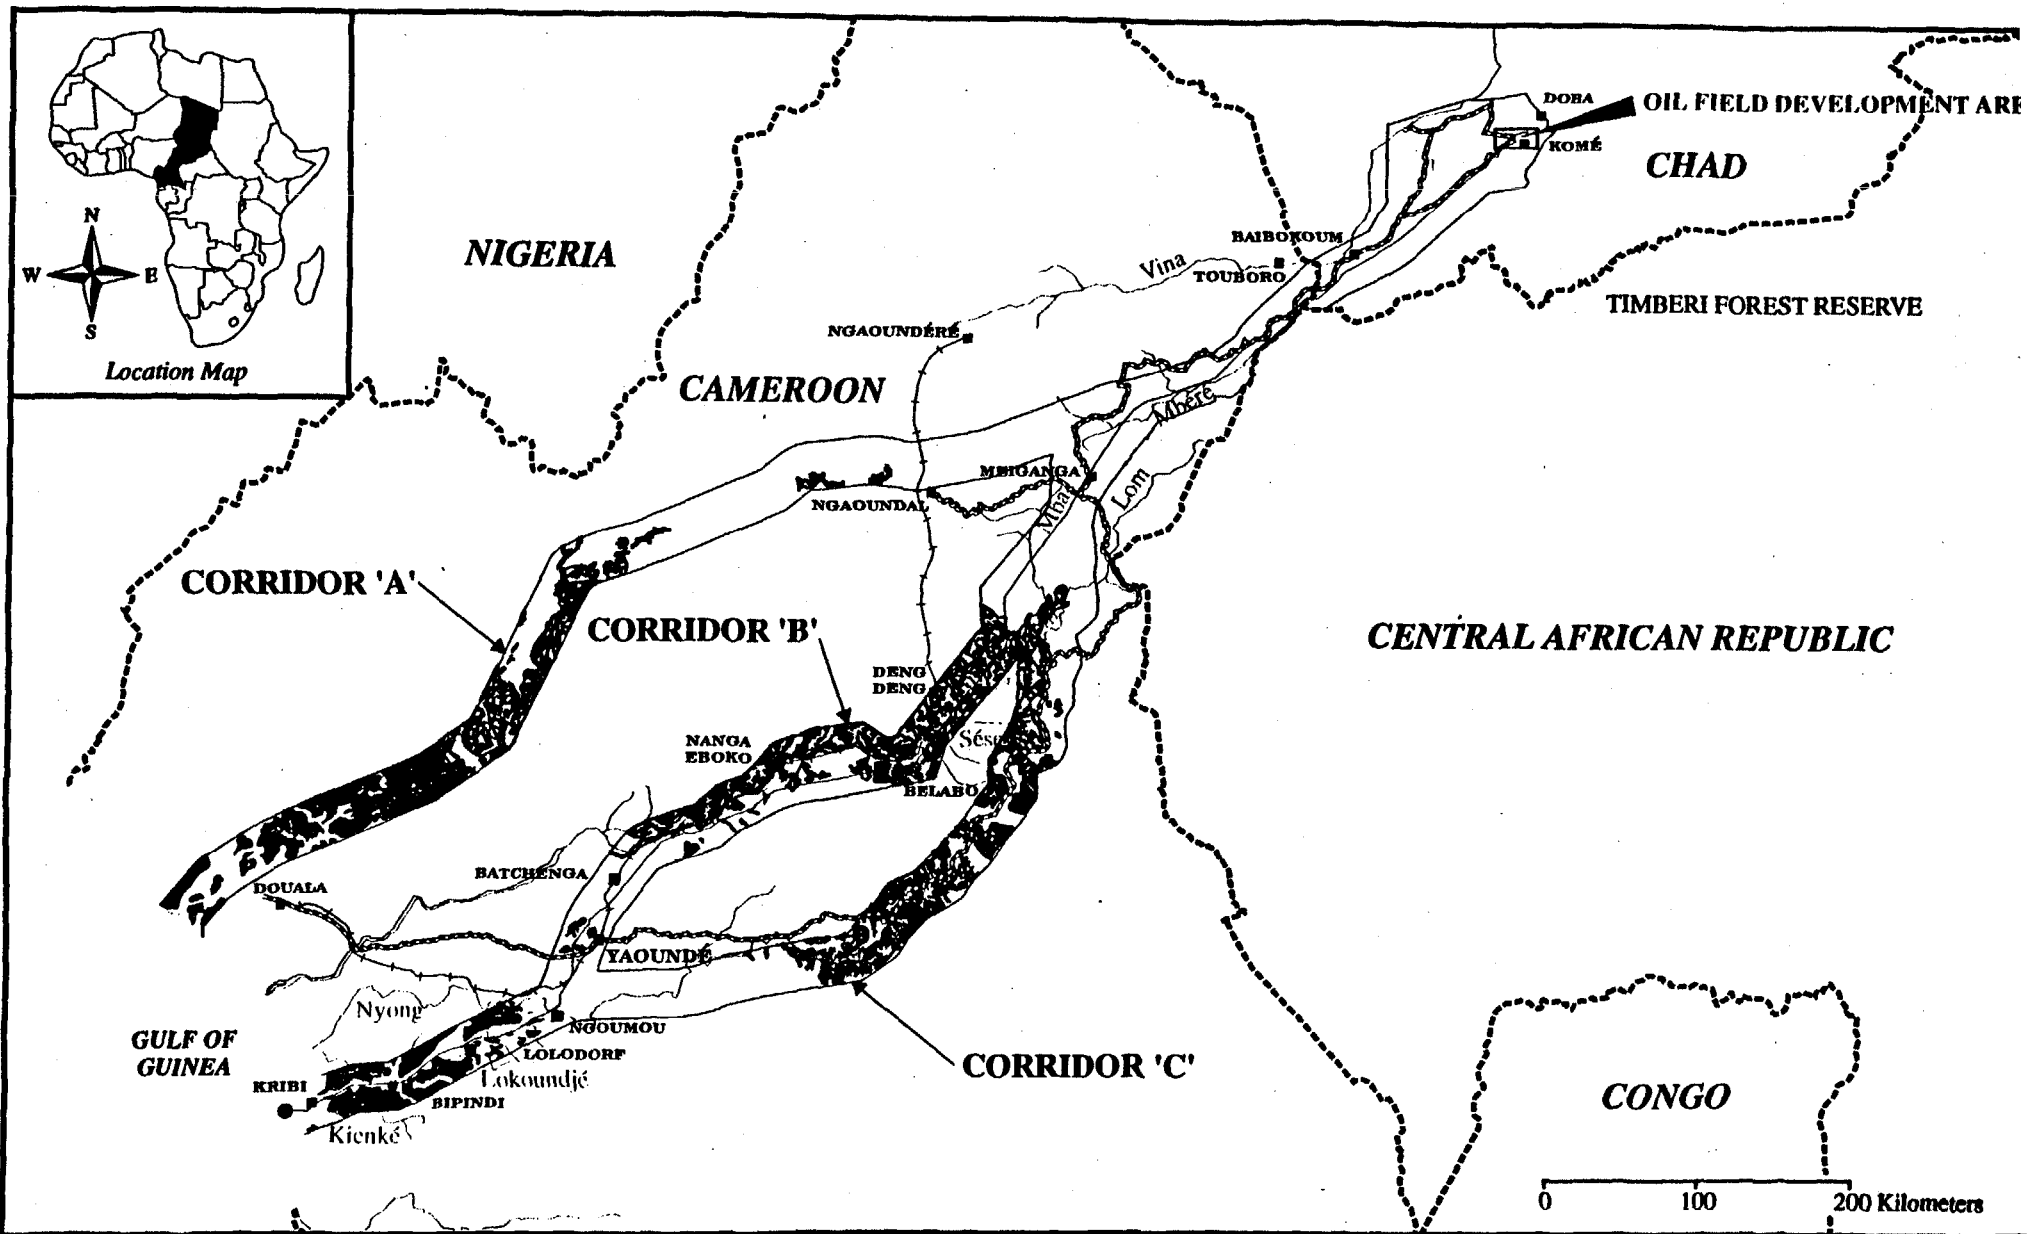 N
W
E
S
Location Map
NIGERIA
CAMEROON
CHAD
DOBA
OIL FIELD DEVELOPMENT ARE
KOMÉ
BAIBOKOUM
TOUBORO
Vina
TIMBERI FOREST RESERVE
NGAOUNDÉRÉ
Mbéré
MEIGANGA
NGAOUNDAL
Mba
Lom
CORRIDOR 'A'
CORRIDOR 'B'
CENTRAL AFRICAN REPUBLIC
DENG
DENG
NANGA
EBOKO
Sésé
BELABO
BATCHENGA
DOUALA
YAOUNDÉ
Nyong
NGOUMOU
LOLODORF
Lokoundjé
GULF OF
GUINEA
KRIBI
BIPINDI
Kienké
CORRIDOR 'C'
CONGO
0 100 200 Kilometers